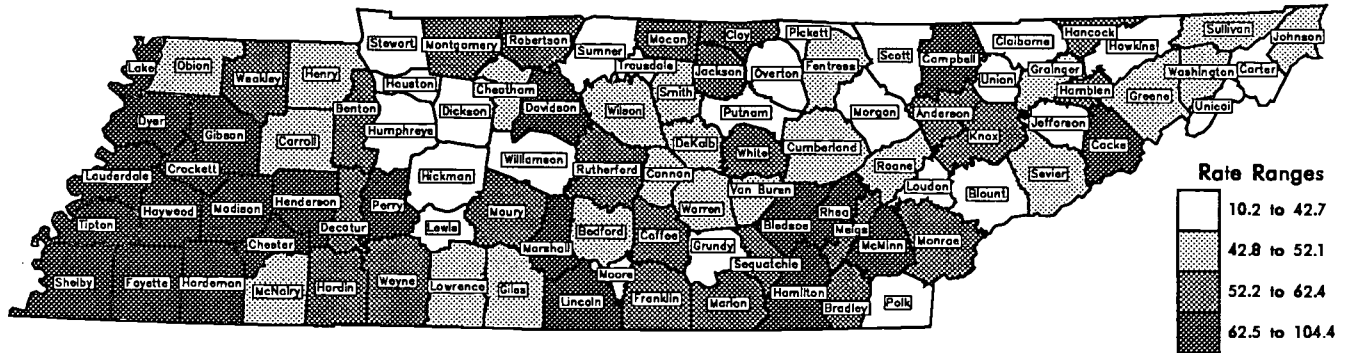 Stewart
Montgomery
Robertson
Sumner
Macon
Clay
Pickett
Scott
Claiborne
Hancock
Hawkins
Sullivan
Johnson
Lake
Obion
Weakley
Henry
Houston
Cheatham
Trousdale
Jackson
Overton
Fentress
Campbell
Union
Grainger
Hamblen
Washington
Carter
Unicoi
Greene
Benton
Dickson
Davidson
Wilson
Smith
Putnam
Morgan
Anderson
Knox
Jefferson
Cocke
Dyer
Gibson
Carroll
Humphreys
Williamson
Rutherford
DeKalb
White
Cumberland
Roane
Loudon
Blount
Sevier
Lauderdale
Crockett
Hickman
Cannon
Van Buren
Tipton
Haywood
Madison
Henderson
Decatur
Perry
Lewis
Maury
Bedford
Coffee
Warren
Bledsoe
Rhea
Meigs
McMinn
Monroe
Chester
Marshall
Grundy
Sequatchie
Shelby
Fayette
Hardeman
McNairy
Hardin
Wayne
Lawrence
Giles
Moore
Lincoln
Franklin
Marion
Hamilton
Bradley
Polk
Rate Ranges
10.2 to 42.7
42.8 to 52.1
52.2 to 62.4
62.5 to 104.4